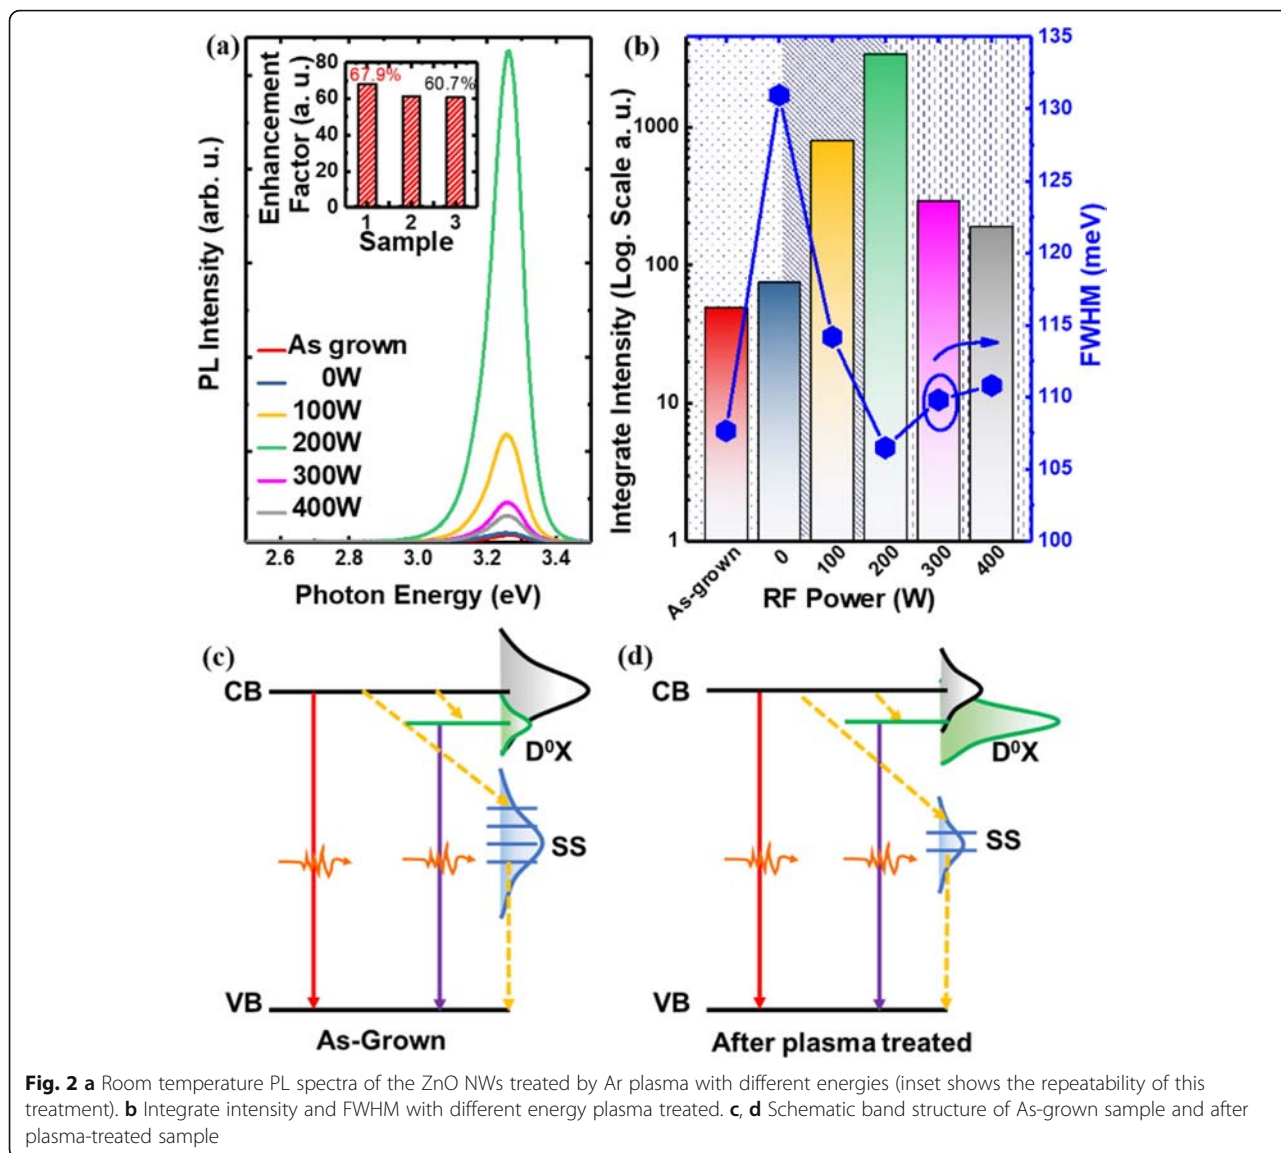 (a)
PL Intensity (arb. u.)
Enhancement
Factor (a. u.)
80
60
40
20
0
67.9%
60.7%
1 2 3
Sample
As grown
0W
100W
200W
300W
400W
2.6 2.8 3.0 3.2 3.4
Photon Energy (eV)
(b)
Integrate Intensity (Log. Scale a. u.)
1000
100
10
1
135
130
125
120
115
110
105
100
FWHM (meV)
As-grown 0 100 200 300 400
RF Power (W)
(c)
CB
D⁰X
SS
VB
As-Grown
(d)
CB
D⁰X
SS
VB
After plasma treated
Fig. 2 a Room temperature PL spectra of the ZnO NWs treated by Ar plasma with different energies (inset shows the repeatability of this
treatment). b Integrate intensity and FWHM with different energy plasma treated. c, d Schematic band structure of As-grown sample and after
plasma-treated sample